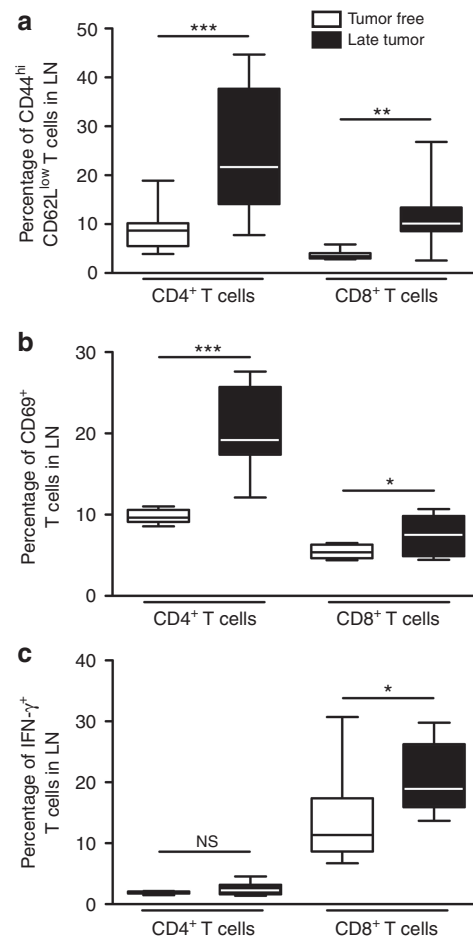 a
Tumor free
Late tumor
Percentage of CD44hi
CD62Llow T cells in LN
50
40
30
20
10
0
***
**
CD4+ T cells
CD8+ T cells
b
Percentage of CD69+
T cells in LN
30
20
10
0
***
*
CD4+ T cells
CD8+ T cells
c
Percentage of IFN-γ+
T cells in LN
40
30
20
10
0
NS
*
CD4+ T cells
CD8+ T cells